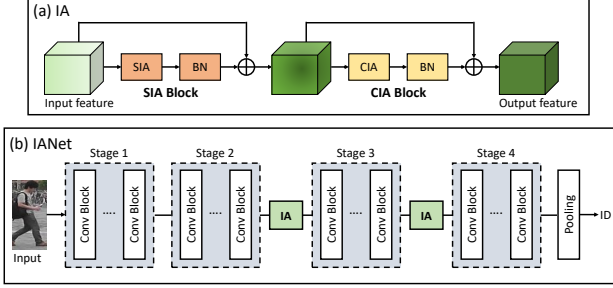 (a) IA
SIA
BN
CIA
BN
Input feature
SIA Block
CIA Block
Output feature
(b) IANet
Stage 1
Stage 2
Stage 3
Stage 4
Conv Block
....
Conv Block
Conv Block
....
Conv Block
IA
Conv Block
....
Conv Block
IA
Conv Block
....
Conv Block
Pooling
ID
Input